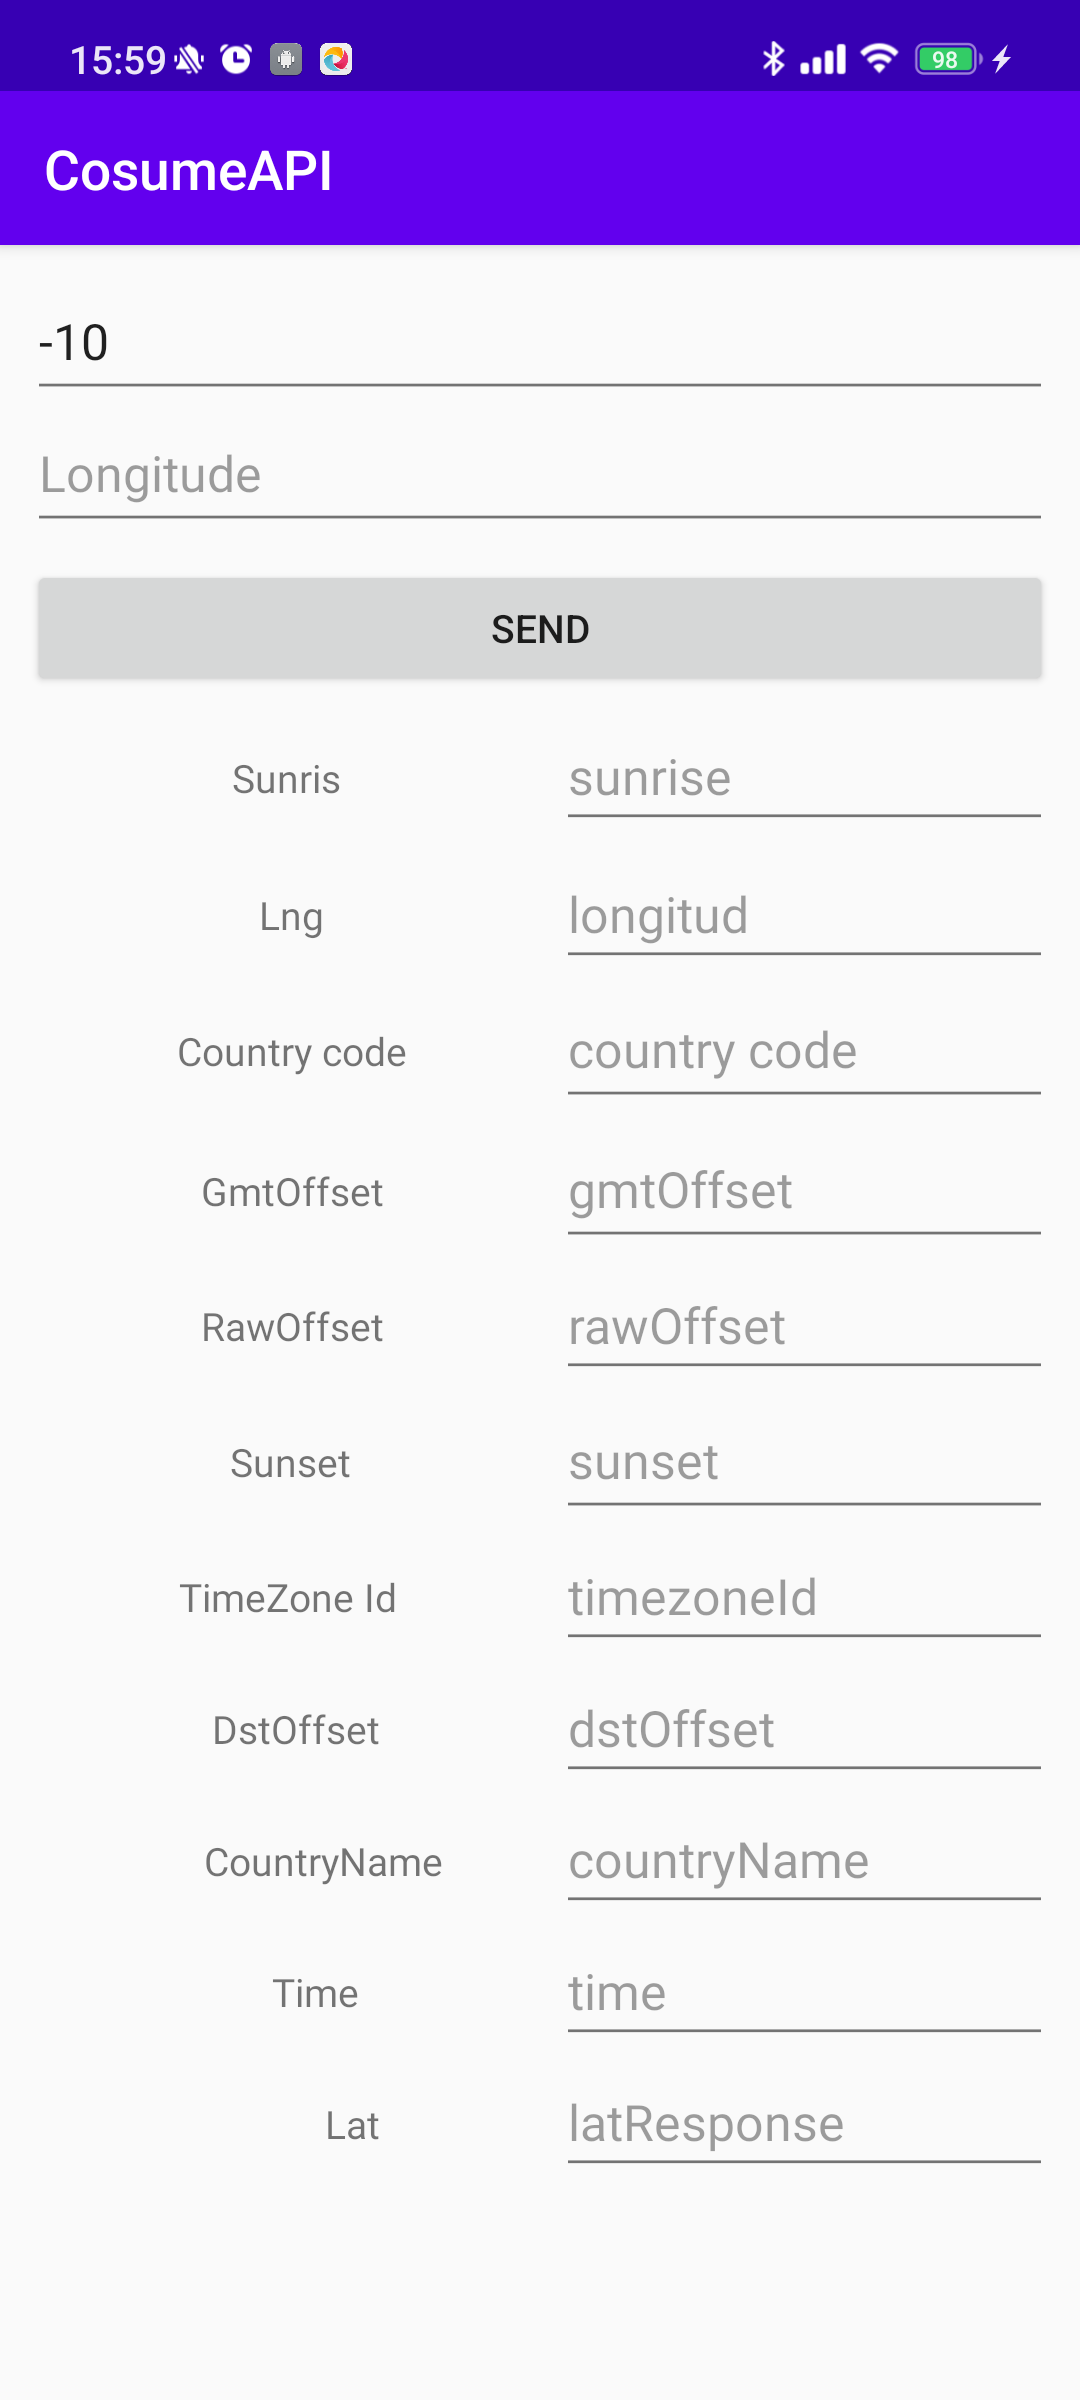 15:59 98
CosumeAPI
-10
Longitude
SEND
Sunris sunrise
Lng longitud
Country code country code
GmtOffset gmtOffset
RawOffset rawOffset
Sunset sunset
TimeZone Id timezoneId
DstOffset dstOffset
CountryName countryName
Time time
Lat latResponse